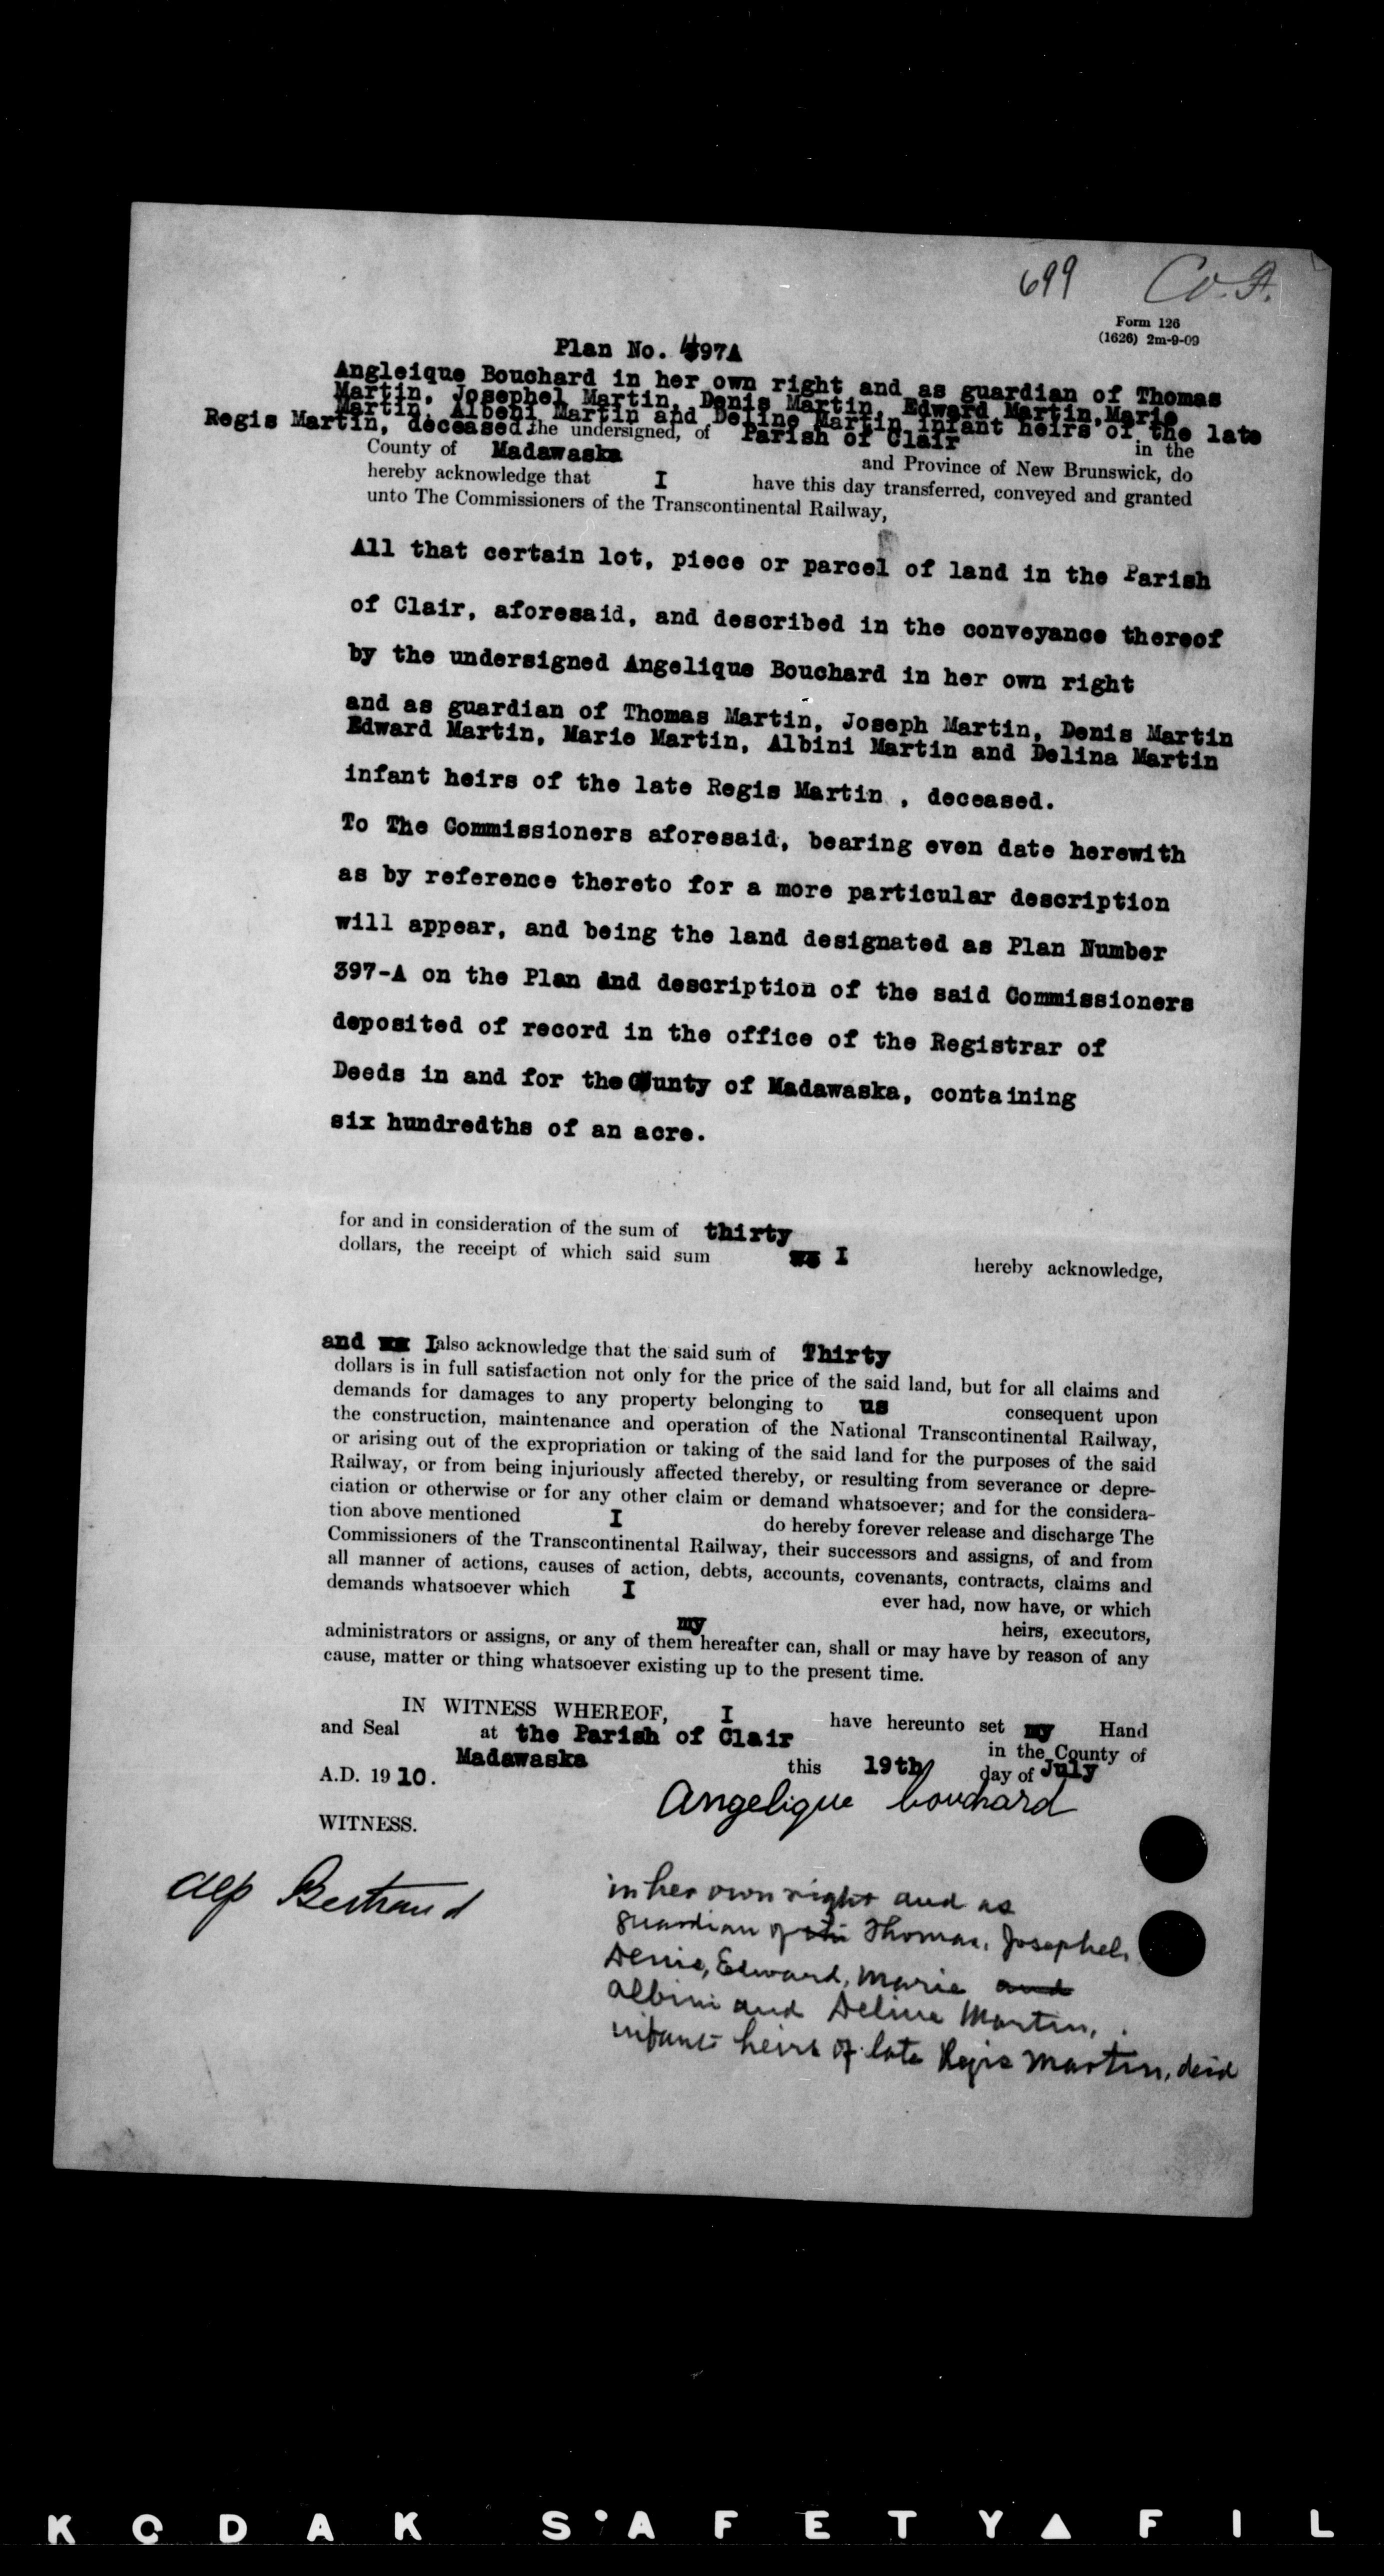 699 Co. A.
Form 126
(1626) 2m-9-09
Plan No. 397A
Angleique Bouchard in her own right and as guardian of Thomas
Martin, Josephel Martin, Denis Martin, Edward Martin, Marie
Martin, Albeni Martin and Deline Martin infant heirs of the late
Regis Martin, deceased. the undersigned, of Parish of Clair in the
County of Madawaska and Province of New Brunswick, do
hereby acknowledge that I have this day transferred, conveyed and granted
unto The Commissioners of the Transcontinental Railway,
All that certain lot, piece or parcel of land in the Parish
of Clair, aforesaid, and described in the conveyance thereof
by the undersigned Angelique Bouchard in her own right
and as guardian of Thomas Martin, Joseph Martin, Denis Martin
Edward Martin, Marie Martin, Albini Martin and Delina Martin
infant heirs of the late Regis Martin , deceased.
To The Commissioners aforesaid, bearing even date herewith
as by reference thereto for a more particular description
will appear, and being the land designated as Plan Number
397-A on the Plan and description of the said Commissioners
deposited of record in the office of the Registrar of
Deeds in and for the County of Madawaska, containing
six hundredths of an acre.
for and in consideration of the sum of thirty
dollars, the receipt of which said sum we I hereby acknowledge,
and we I also acknowledge that the said sum of Thirty
dollars is in full satisfaction not only for the price of the said land, but for all claims and
demands for damages to any property belonging to us consequent upon
the construction, maintenance and operation of the National Transcontinental Railway,
or arising out of the expropriation or taking of the said land for the purposes of the said
Railway, or from being injuriously affected thereby, or resulting from severance or depre-
ciation or otherwise or for any other claim or demand whatsoever; and for the considera-
tion above mentioned I do hereby forever release and discharge The
Commissioners of the Transcontinental Railway, their successors and assigns, of and from
all manner of actions, causes of action, debts, accounts, covenants, contracts, claims and
demands whatsoever which I ever had, now have, or which
my heirs, executors,
administrators or assigns, or any of them hereafter can, shall or may have by reason of any
cause, matter or thing whatsoever existing up to the present time.
IN WITNESS WHEREOF, I have hereunto set my Hand
and Seal at the Parish of Clair in the County of
Madawaska this 19th day of July
A.D. 1910.
Angelique bouchard
WITNESS.
Alp Bertrand
in her own right and as
guardian of the Thomas, Josephel,
Denis, Edward, Marie and
Albini and Deline Martin,
infant heirs of late Regis Martin, decd
KODAK SAFETY FIL